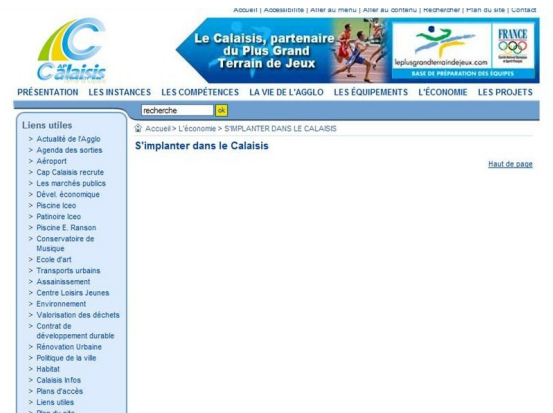 Accueil | Accessibilité | Aller au menu | Aller au contenu | Rechercher | Plan du site | Contact
Calaisis
Le Calaisis, partenaire
du Plus Grand
Terrain de Jeux
leplusgrandterraindejeux.com
BASE DE PRÉPARATION DES ÉQUIPES
FRANCE
PRÉSENTATION LES INSTANCES LES COMPÉTENCES LA VIE DE L'AGGLO LES ÉQUIPEMENTS L'ÉCONOMIE LES PROJETS
recherche ok
Accueil > L'économie > S'IMPLANTER DANS LE CALAISIS
S'implanter dans le Calaisis
Haut de page
Liens utiles
> Actualité de l'Agglo
> Agenda des sorties
> Aéroport
> Cap Calaisis recrute
> Les marchés publics
> Dével. économique
> Piscine Iceo
> Patinoire Iceo
> Piscine E. Ranson
> Conservatoire de
Musique
> Ecole d'art
> Transports urbains
> Assainissement
> Centre Loisirs Jeunes
> Environnement
> Valorisation des déchets
> Contrat de
développement durable
> Rénovation Urbaine
> Politique de la ville
> Habitat
> Calaisis Infos
> Plans d'accès
> Liens utiles
> Plan du site